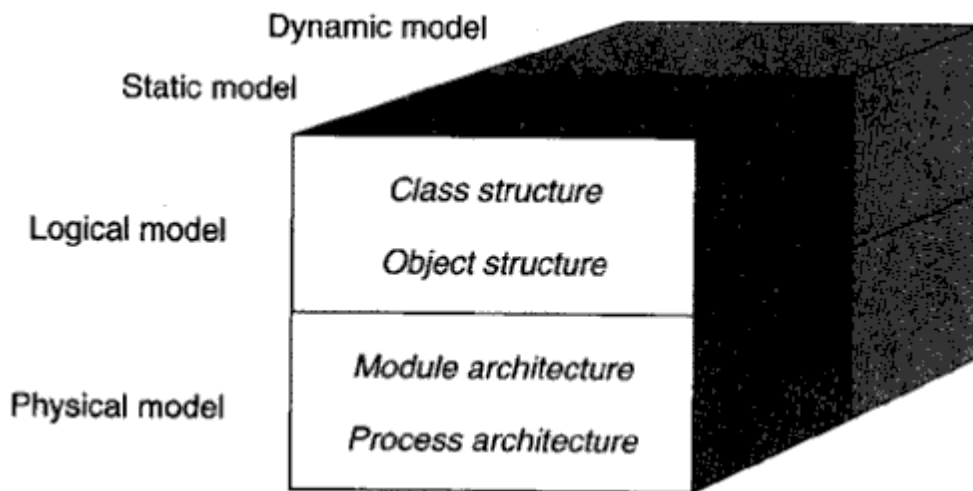 Dynamic model
Static model
Class structure
Logical model
Object structure
Module architecture
Physical model
Process architecture